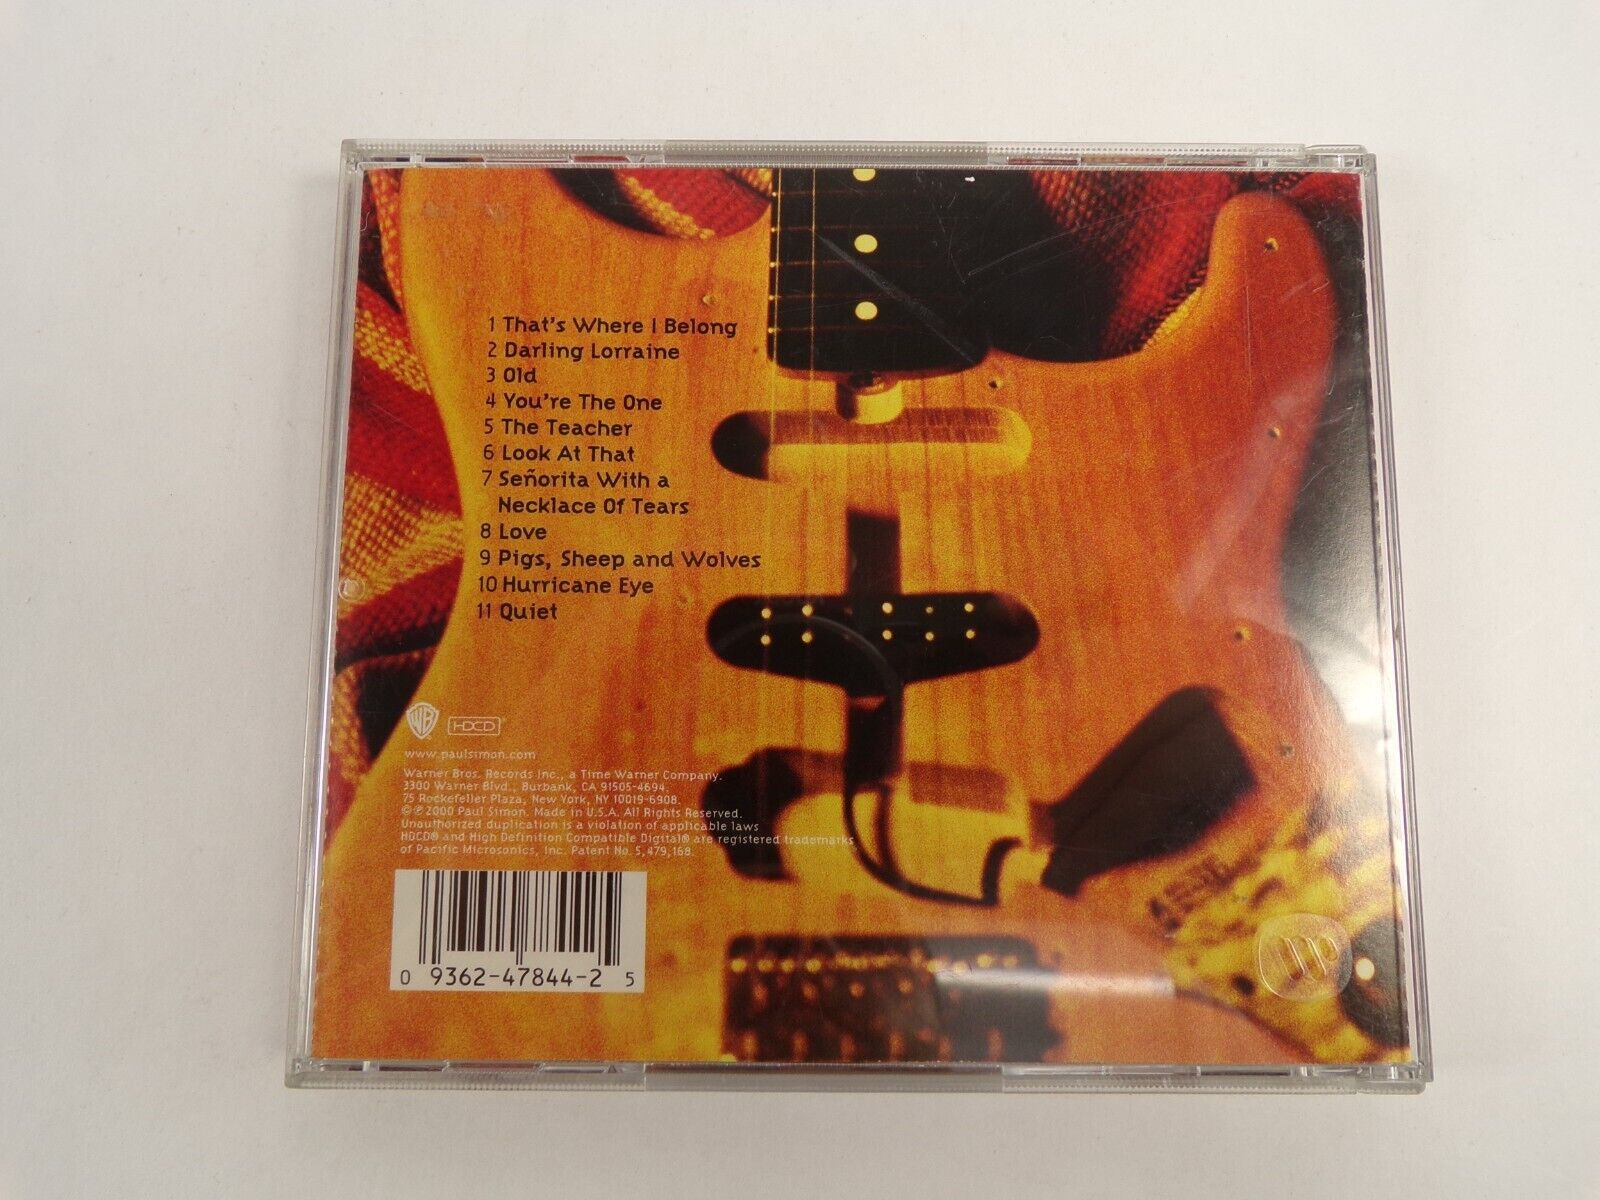 1 That's Where I Belong
2 Darling Lorraine
3 Old
4 You're The One
5 The Teacher
6 Look At That
7 Señorita With a
Necklace Of Tears
8 Love
9 Pigs, Sheep and Wolves
10 Hurricane Eye
11 Quiet
WB HDCD®
www.paulsimon.com
Warner Bros. Records Inc., a Time Warner Company.
3300 Warner Blvd., Burbank, CA 91505-4694.
75 Rockefeller Plaza, New York, NY 10019-6908.
©℗2000 Paul Simon. Made in U.S.A. All Rights Reserved.
Unauthorized duplication is a violation of applicable laws
HDCD® and High Definition Compatible Digital® are registered trademarks
of Pacific Microsonics, Inc. Patent No. 5,479,168.
0 9362-47844-2 5